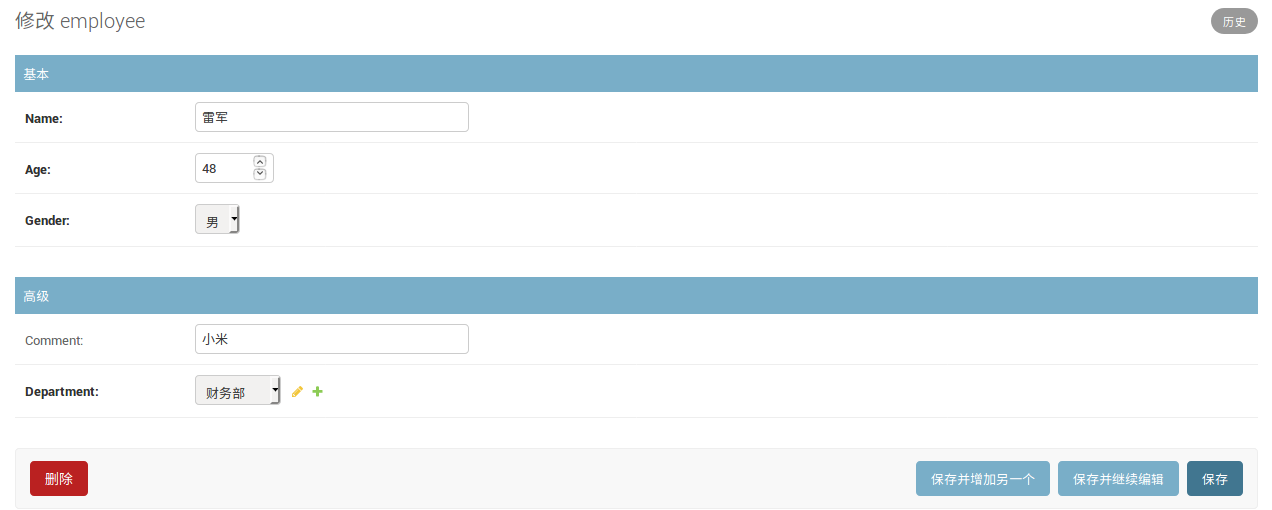 修改 employee
历史
基本
Name: 雷军
Age: 48
Gender: 男
高级
Comment: 小米
Department: 财务部
删除 保存并增加另一个 保存并继续编辑 保存